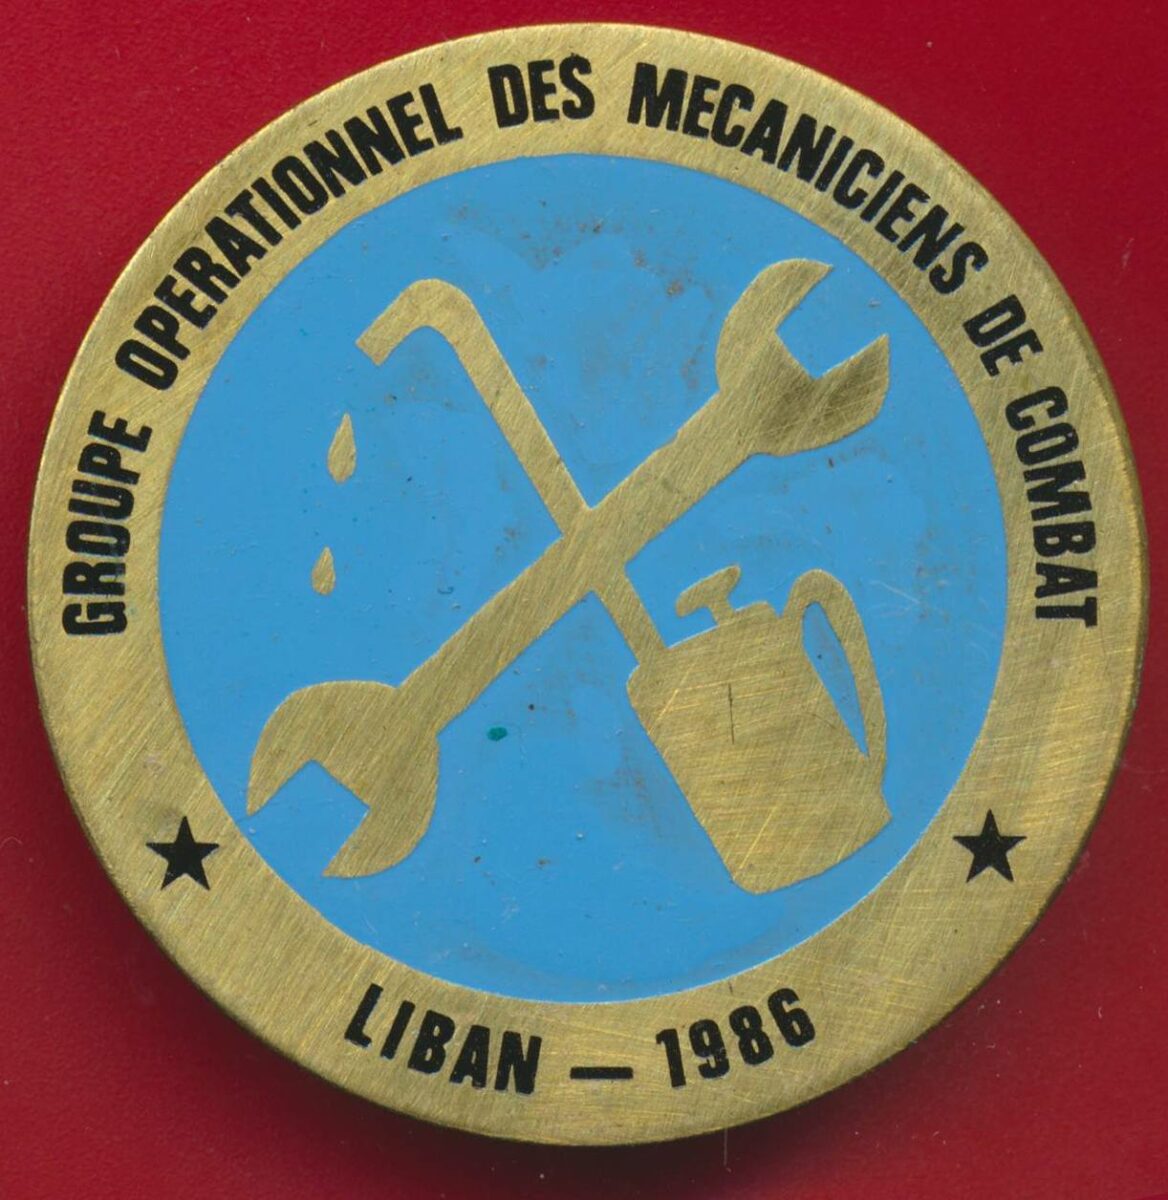 GROUPE OPERATIONNEL DES MECANICIENS DE COMBAT
LIBAN — 1986